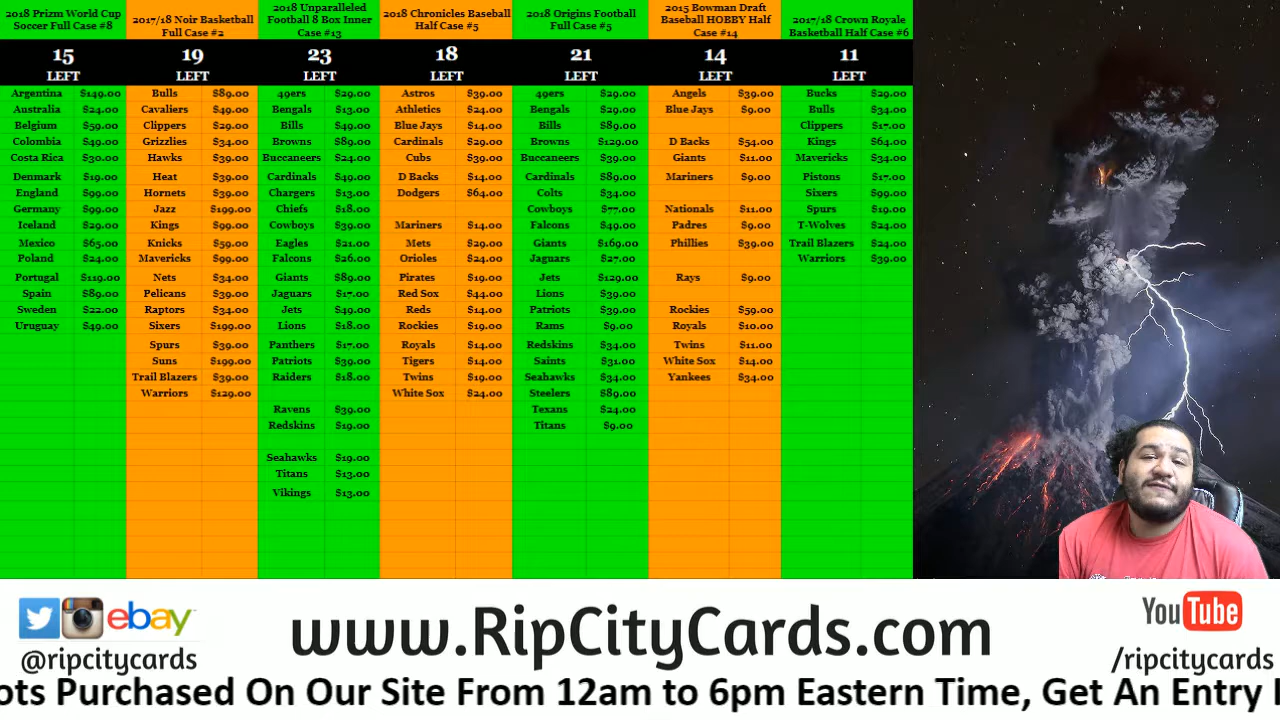 2018 Prizm World Cup
Soccer Full Case #8
15
LEFT
Argentina $149.00
Australia $24.00
Belgium $59.00
Colombia $49.00
Costa Rica $30.00
Denmark $19.00
England $99.00
Germany $99.00
Iceland $29.00
Mexico $65.00
Poland $24.00
Portugal $119.00
Spain $89.00
Sweden $22.00
Uruguay $49.00
2017/18 Noir Basketball
Full Case #2
19
LEFT
Bulls $89.00
Cavaliers $49.00
Clippers $29.00
Grizzlies $34.00
Hawks $39.00
Heat $39.00
Hornets $39.00
Jazz $199.00
Kings $99.00
Knicks $59.00
Mavericks $99.00
Nets $34.00
Pelicans $39.00
Raptors $34.00
Sixers $199.00
Spurs $39.00
Suns $199.00
Trail Blazers $39.00
Warriors $129.00
2018 Unparalleled
Football 8 Box Inner
Case #13
23
LEFT
49ers $29.00
Bengals $13.00
Bills $49.00
Browns $89.00
Buccaneers $24.00
Cardinals $49.00
Chargers $13.00
Chiefs $18.00
Cowboys $39.00
Eagles $21.00
Falcons $26.00
Giants $89.00
Jaguars $17.00
Jets $49.00
Lions $18.00
Panthers $17.00
Patriots $39.00
Raiders $18.00
Ravens $39.00
Redskins $19.00
Seahawks $19.00
Titans $13.00
Vikings $13.00
2018 Chronicles Baseball
Half Case #5
18
LEFT
Astros $39.00
Athletics $24.00
Blue Jays $14.00
Cardinals $29.00
Cubs $39.00
D Backs $14.00
Dodgers $64.00
Mariners $14.00
Mets $29.00
Orioles $24.00
Pirates $19.00
Red Sox $44.00
Reds $14.00
Rockies $19.00
Royals $14.00
Tigers $14.00
Twins $19.00
White Sox $24.00
2018 Origins Football
Full Case #5
21
LEFT
49ers $29.00
Bengals $29.00
Bills $89.00
Browns $129.00
Buccaneers $39.00
Cardinals $89.00
Colts $34.00
Cowboys $77.00
Falcons $49.00
Giants $169.00
Jaguars $27.00
Jets $129.00
Lions $39.00
Patriots $39.00
Rams $9.00
Redskins $34.00
Saints $31.00
Seahawks $34.00
Steelers $89.00
Texans $24.00
Titans $9.00
2015 Bowman Draft
Baseball HOBBY Half
Case #14
14
LEFT
Angels $39.00
Blue Jays $9.00
D Backs $54.00
Giants $11.00
Mariners $9.00
Nationals $11.00
Padres $9.00
Phillies $39.00
Rays $9.00
Rockies $59.00
Royals $10.00
Twins $11.00
White Sox $14.00
Yankees $34.00
2017/18 Crown Royale
Basketball Half Case #6
11
LEFT
Bucks $29.00
Bulls $34.00
Clippers $17.00
Kings $64.00
Mavericks $34.00
Pistons $17.00
Sixers $99.00
Spurs $19.00
T-Wolves $24.00
Trail Blazers $24.00
Warriors $39.00
ebay
@ripcitycards
www.RipCityCards.com
YouTube
/ripcitycards
ots Purchased On Our Site From 12am to 6pm Eastern Time, Get An Entry